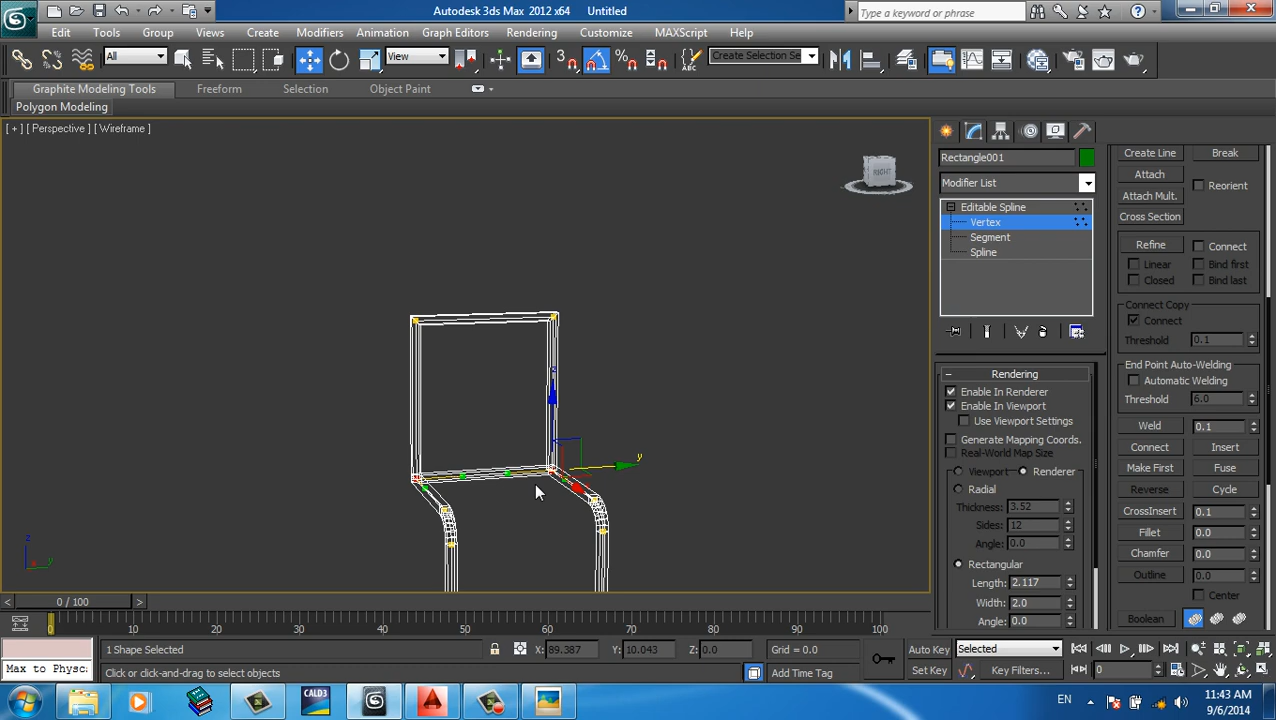 Autodesk 3ds Max 2012 x64 Untitled
Type a keyword or phrase
Edit Tools Group Views Create Modifiers Animation Graph Editors Rendering Customize MAXScript Help
All View Create Selection Se
Graphite Modeling Tools Freeform Selection Object Paint
Polygon Modeling
[ + ] [ Perspective ] [ Wireframe ]
RIGHT
Rectangle001
Modifier List
Editable Spline
Vertex
Segment
Spline
Rendering
Enable In Renderer
Enable In Viewport
Use Viewport Settings
Generate Mapping Coords.
Real-World Map Size
Viewport Renderer
Radial
Thickness: 3.52
Sides: 12
Angle: 0.0
Rectangular
Length: 2.117
Width: 2.0
Angle: 0.0
Create Line Break
Attach
Reorient
Attach Mult.
Cross Section
Refine Connect
Linear Bind first
Closed Bind last
Connect Copy
Connect
Threshold 0.1
End Point Auto-Welding
Automatic Welding
Threshold 6.0
Weld 0.1
Connect Insert
Make First Fuse
Reverse Cycle
CrossInsert 0.1
Fillet 0.0
Chamfer 0.0
Outline 0.0
Center
Boolean
y
z
z
y
0 / 100
0 10 20 30 40 50 60 70 80 90 100
1 Shape Selected X: 89.387 Y: 10.043 Z: 0.0 Grid = 0.0 Auto Key Selected
Max to Physc Click or click-and-drag to select objects Add Time Tag Set Key Key Filters... 0
CALD3
EN
11:43 AM
9/6/2014